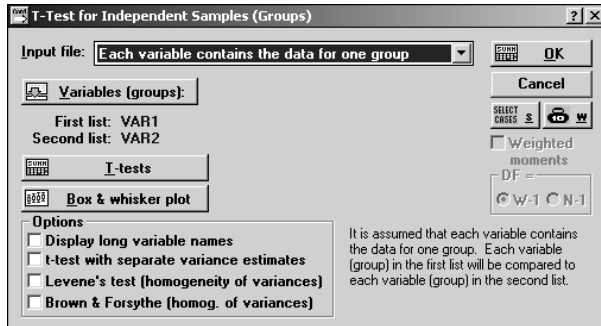 T-Test for Independent Samples (Groups)
Input file: Each variable contains the data for one group
OK
Variables (groups):
Cancel
First list: VAR1
Second list: VAR2
SELECT CASES S
W
T-tests
Weighted moments
DF =
W-1 N-1
Box & whisker plot
Options
Display long variable names
t-test with separate variance estimates
Levene's test (homogeneity of variances)
Brown & Forsythe (homog. of variances)
It is assumed that each variable contains
the data for one group. Each variable
(group) in the first list will be compared to
each variable (group) in the second list.